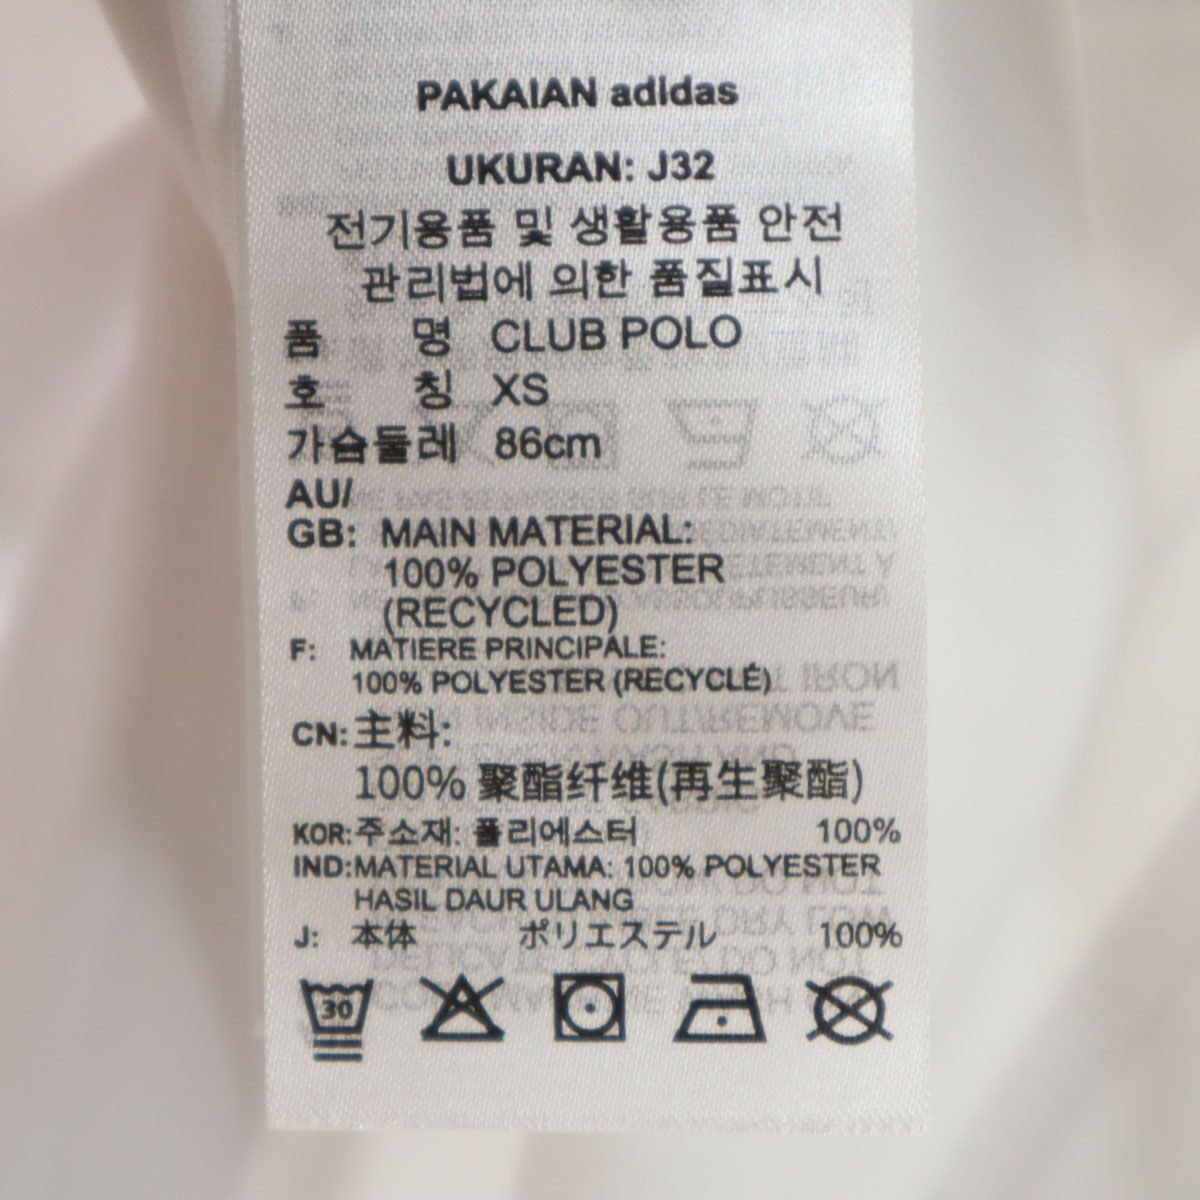 PAKAIAN adidas
UKURAN: J32
전기용품 및 생활용품 안전
관리법에 의한 품질표시
품 명 CLUB POLO
호 칭 XS
가슴둘레 86cm
AU/
GB: MAIN MATERIAL:
100% POLYESTER
(RECYCLED)
F: MATIERE PRINCIPALE:
100% POLYESTER (RECYCLÉ)
CN: 主料:
100% 聚酯纤维(再生聚酯)
KOR: 주소재: 폴리에스터 100%
IND: MATERIAL UTAMA: 100% POLYESTER
HASIL DAUR ULANG
J: 本体 ポリエステル 100%
30